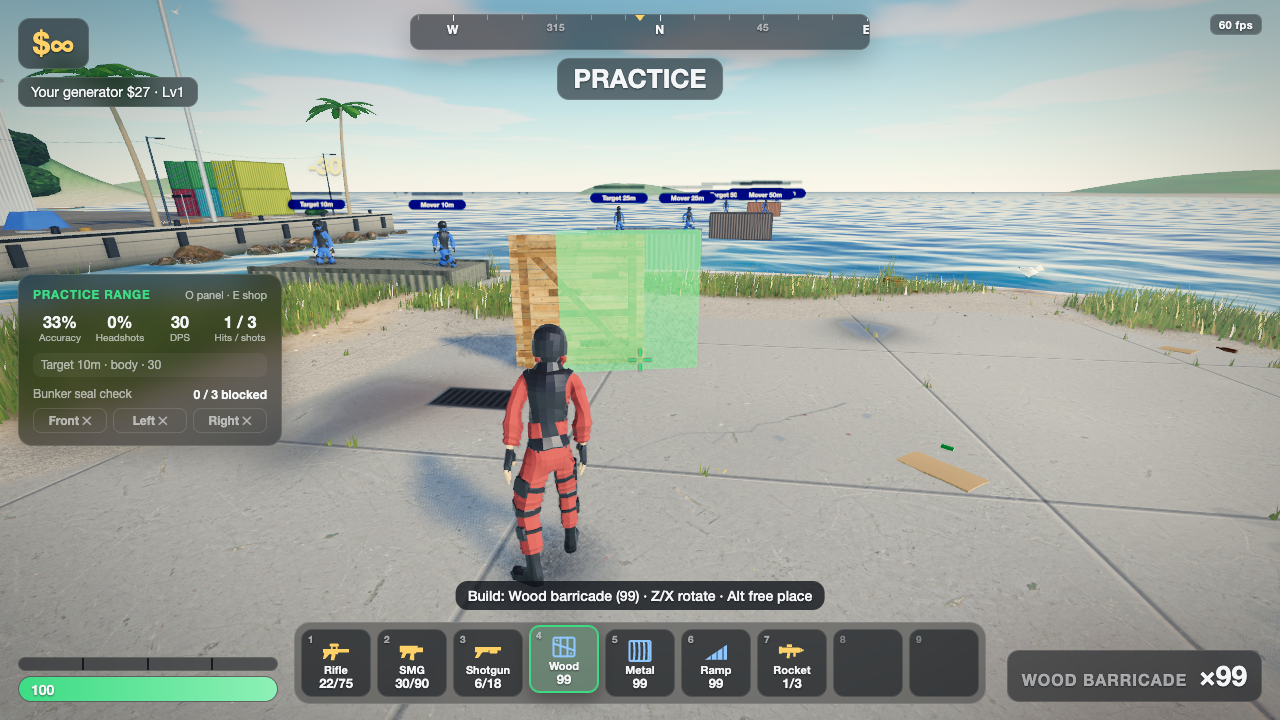 $∞
Your generator $27 · Lv1
W 315 N 45 E
60 fps
PRACTICE
-30
Target 10m
Mover 10m
Target 25m
Mover 25m
Mover 50m
PRACTICE RANGE
O panel · E shop
33% 0% 30 1 / 3
Accuracy Headshots DPS Hits / shots
Target 10m · body · 30
Bunker seal check 0 / 3 blocked
Front ✕ Left ✕ Right ✕
Build: Wood barricade (99) · Z/X rotate · Alt free place
100
1 2 3 4 5 6 7 8 9
Rifle SMG Shotgun Wood Metal Ramp Rocket
22/75 30/90 6/18 99 99 99 1/3
WOOD BARRICADE ×99